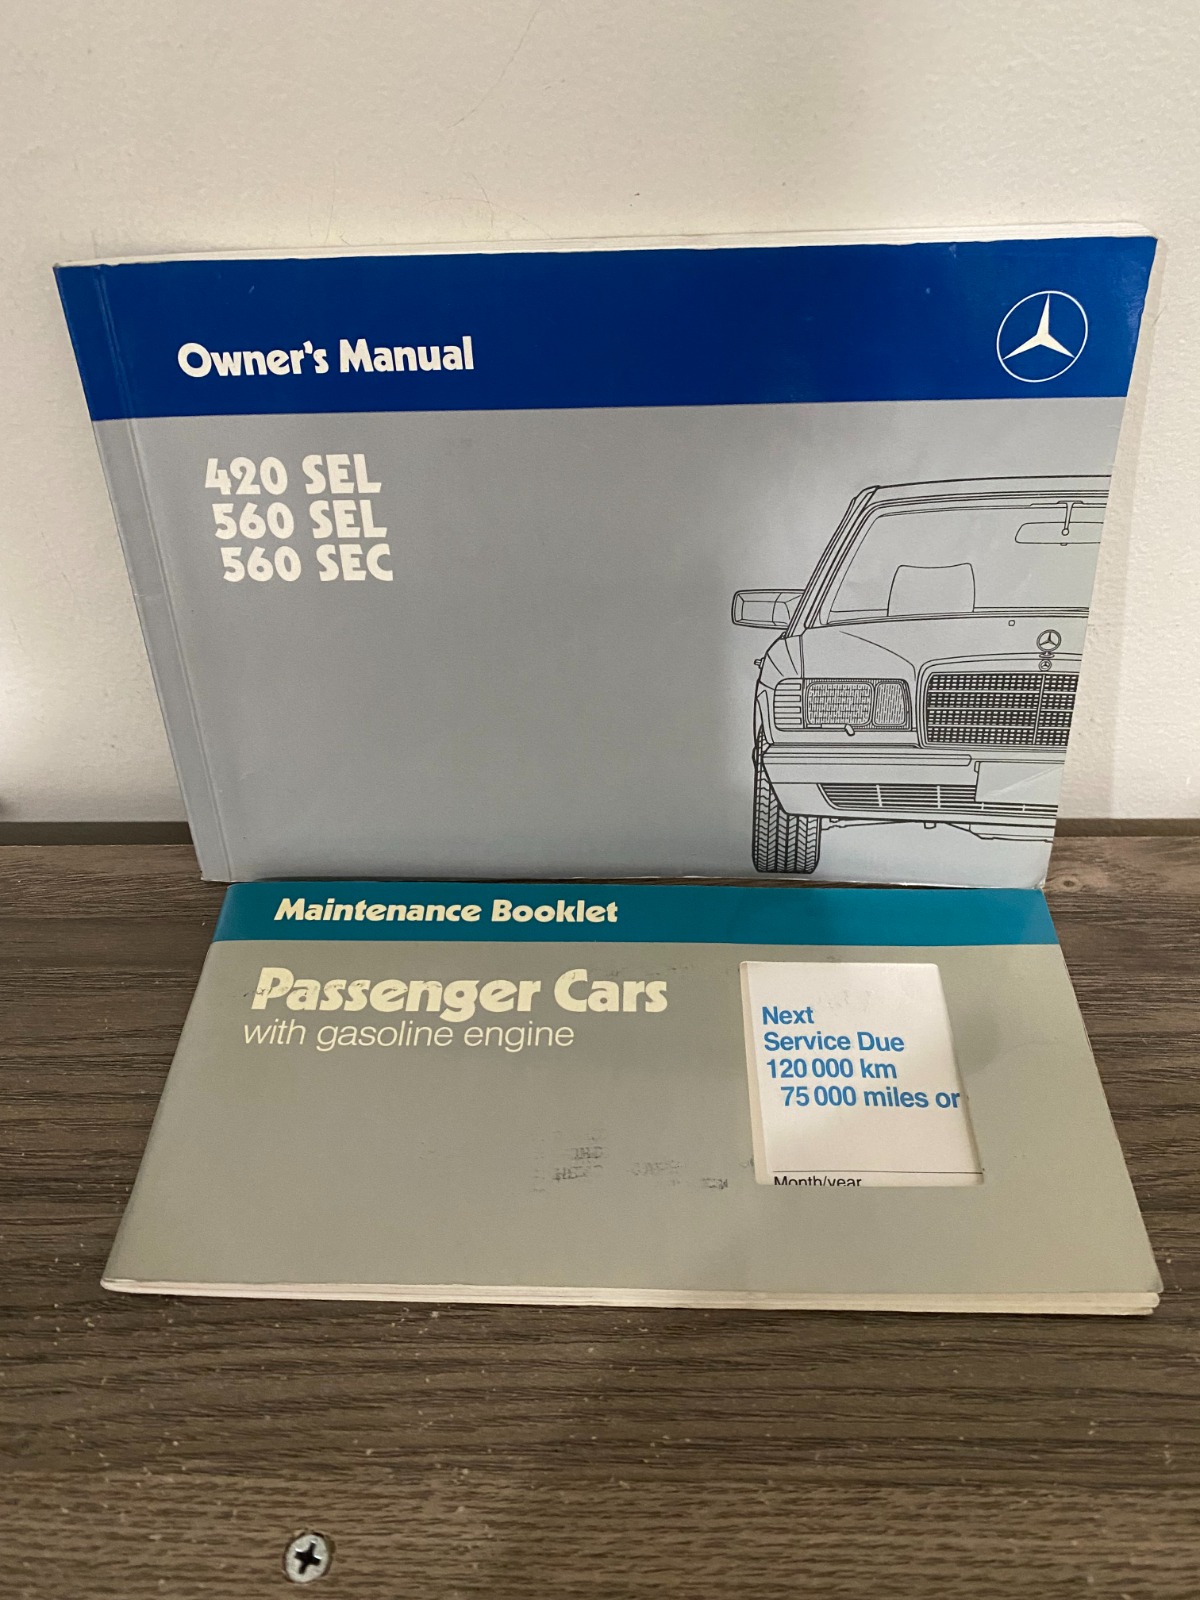 Owner's Manual
420 SEL
560 SEL
560 SEC
Maintenance Booklet
Passenger Cars
with gasoline engine
Next
Service Due
120 000 km
75 000 miles or
Month/year